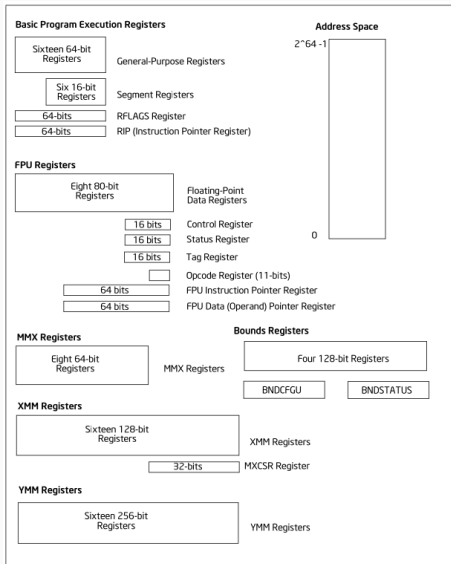 Basic Program Execution Registers
Address Space
2^64 -1
Sixteen 64-bit
Registers
General-Purpose Registers
Six 16-bit
Registers
Segment Registers
64-bits
RFLAGS Register
64-bits
RIP (Instruction Pointer Register)
FPU Registers
Eight 80-bit
Registers
Floating-Point
Data Registers
0
16 bits
Control Register
16 bits
Status Register
16 bits
Tag Register
Opcode Register (11-bits)
64 bits
FPU Instruction Pointer Register
64 bits
FPU Data (Operand) Pointer Register
MMX Registers
Eight 64-bit
Registers
MMX Registers
Bounds Registers
Four 128-bit Registers
BNDCFGU
BNDSTATUS
XMM Registers
Sixteen 128-bit
Registers
XMM Registers
32-bits
MXCSR Register
YMM Registers
Sixteen 256-bit
Registers
YMM Registers